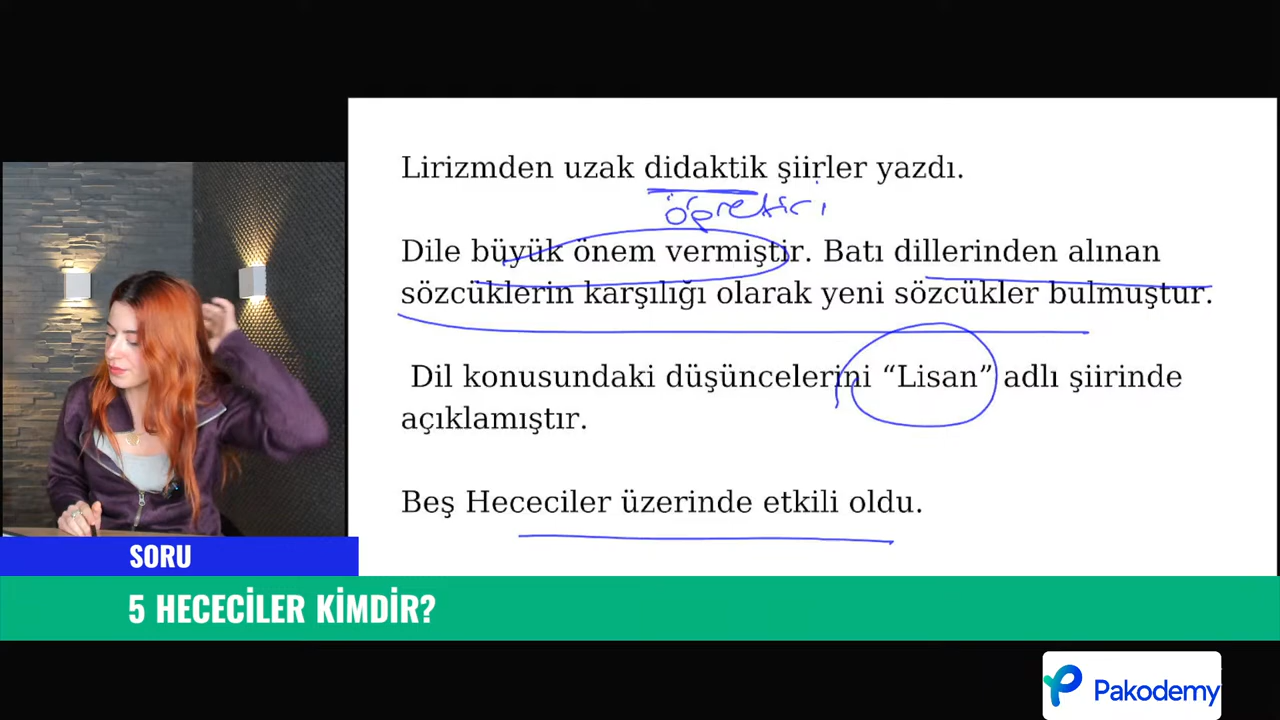 Lirizmden uzak didaktik şiirler yazdı.
öğretici
Dile büyük önem vermiştir. Batı dillerinden alınan
sözcüklerin karşılığı olarak yeni sözcükler bulmuştur.
Dil konusundaki düşüncelerini “Lisan” adlı şiirinde
açıklamıştır.
Beş Hececiler üzerinde etkili oldu.
SORU
5 HECECİLER KİMDİR?
Pakodemy